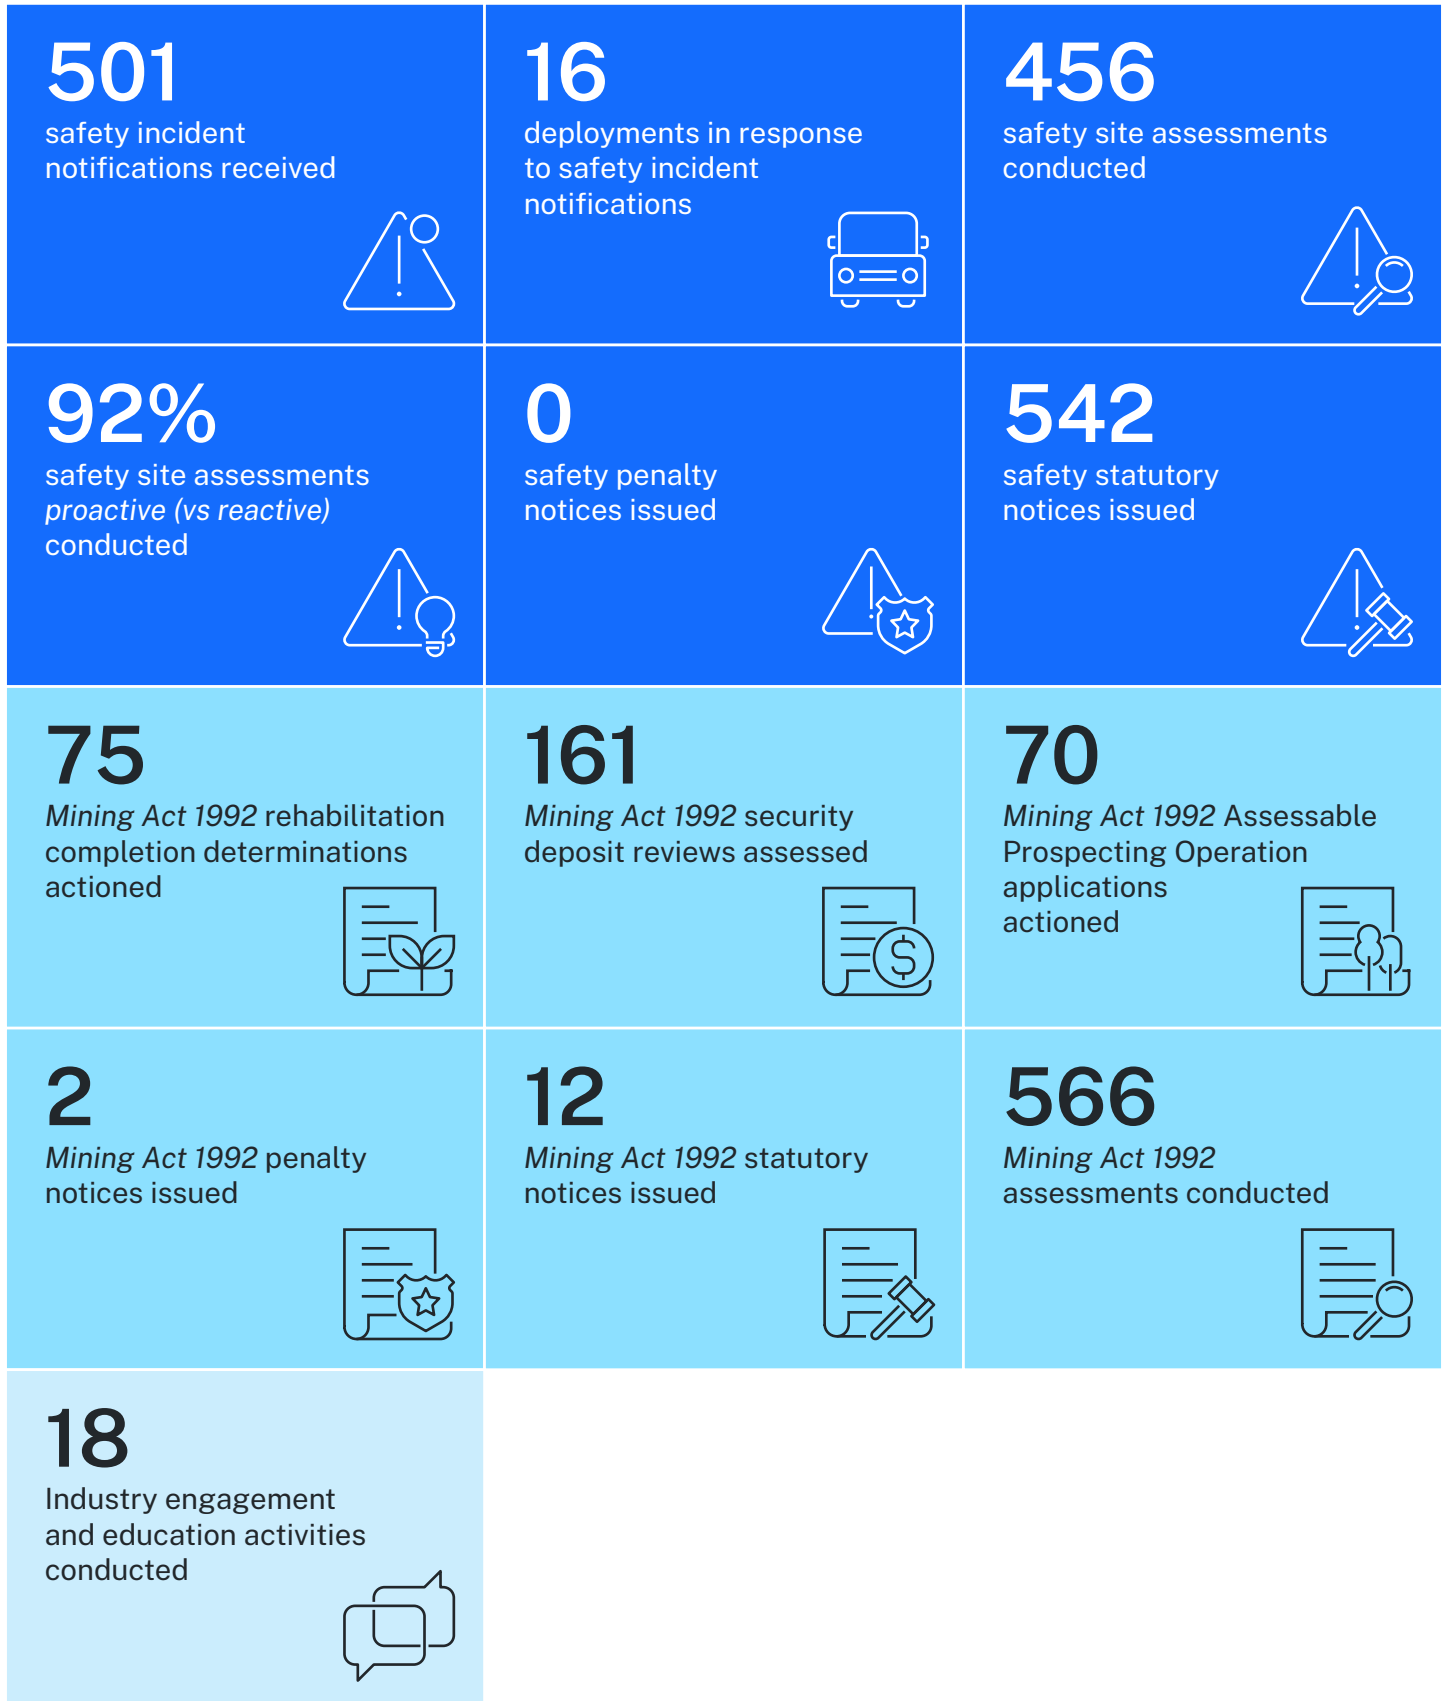 501
safety incident
notifications received
16
deployments in response
to safety incident
notifications
456
safety site assessments
conducted
92%
safety site assessments
proactive (vs reactive)
conducted
0
safety penalty
notices issued
542
safety statutory
notices issued
75
Mining Act 1992 rehabilitation
completion determinations
actioned
161
Mining Act 1992 security
deposit reviews assessed
$
70
Mining Act 1992 Assessable
Prospecting Operation
applications
actioned
2
Mining Act 1992 penalty
notices issued
12
Mining Act 1992 statutory
notices issued
566
Mining Act 1992
assessments conducted
18
Industry engagement
and education activities
conducted